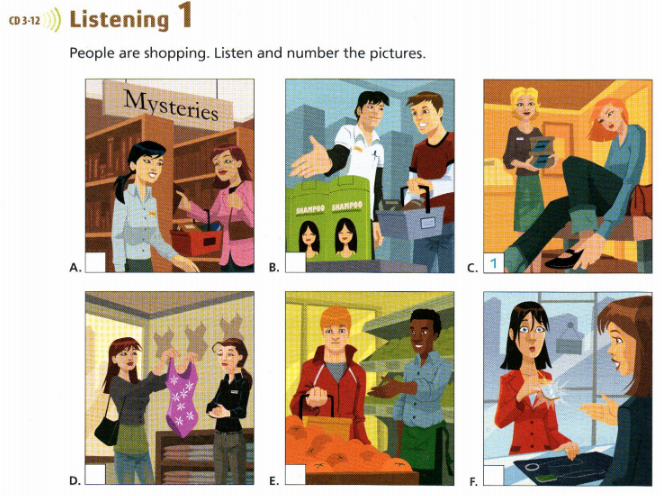 CD 3-12 Listening 1
People are shopping. Listen and number the pictures.
Mysteries
SHAMPOO SHAMPOO
A. B. C. 1
D. E. F.